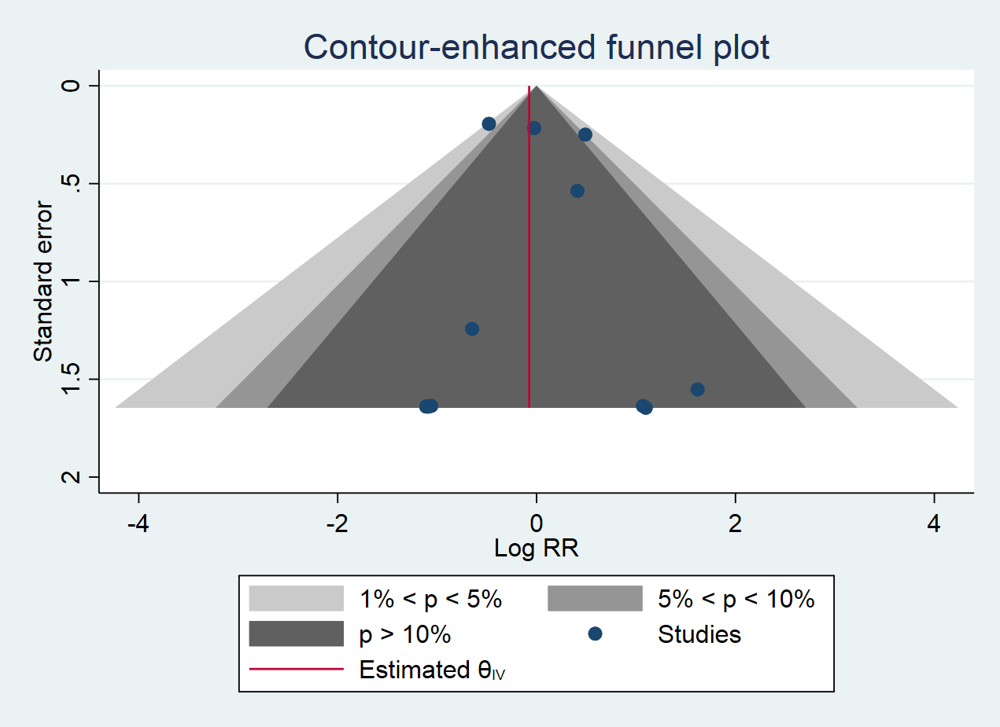 Contour-enhanced funnel plot
Standard error
0
.5
1
1.5
2
-4
-2
0
2
4
Log RR
1% < p < 5%
5% < p < 10%
p > 10%
Studies
Estimated θIV